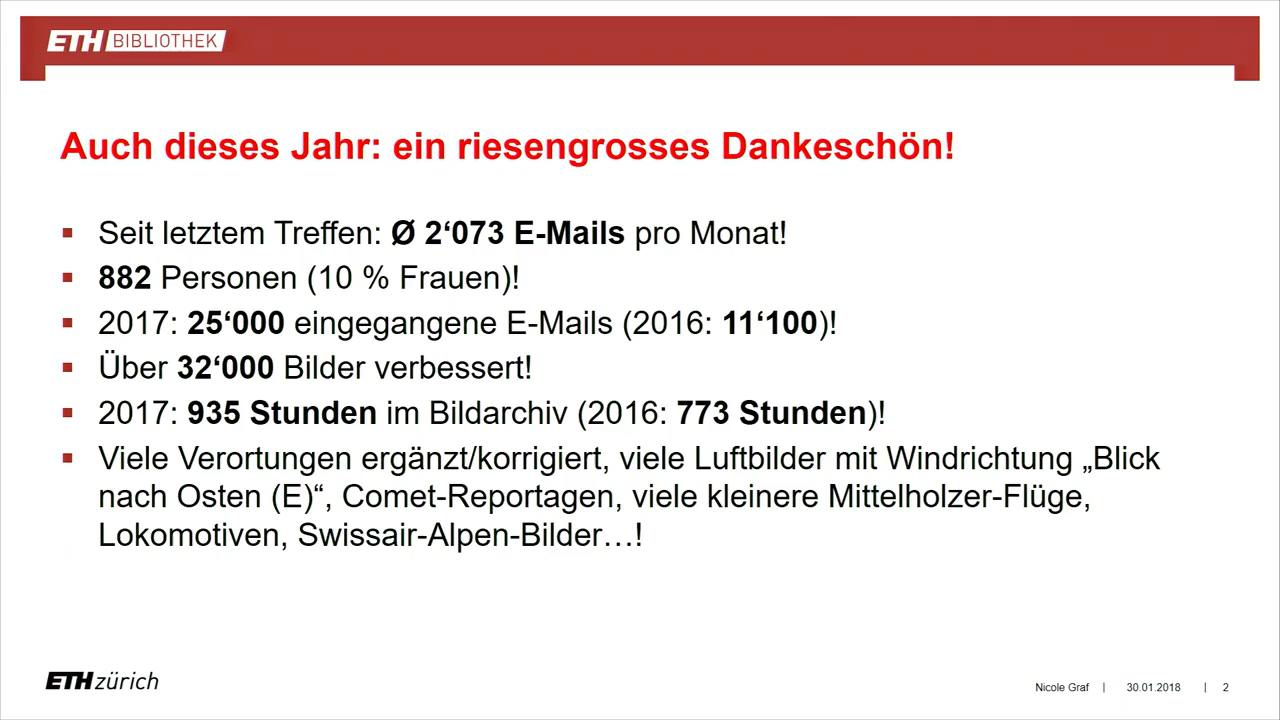 ETH BIBLIOTHEK
Auch dieses Jahr: ein riesengrosses Dankeschön!
▪ Seit letztem Treffen: Ø 2‘073 E-Mails pro Monat!
▪ 882 Personen (10 % Frauen)!
▪ 2017: 25‘000 eingegangene E-Mails (2016: 11‘100)!
▪ Über 32‘000 Bilder verbessert!
▪ 2017: 935 Stunden im Bildarchiv (2016: 773 Stunden)!
▪ Viele Verortungen ergänzt/korrigiert, viele Luftbilder mit Windrichtung „Blick
nach Osten (E)“, Comet-Reportagen, viele kleinere Mittelholzer-Flüge,
Lokomotiven, Swissair-Alpen-Bilder…!
ETH zürich
Nicole Graf | 30.01.2018 | 2